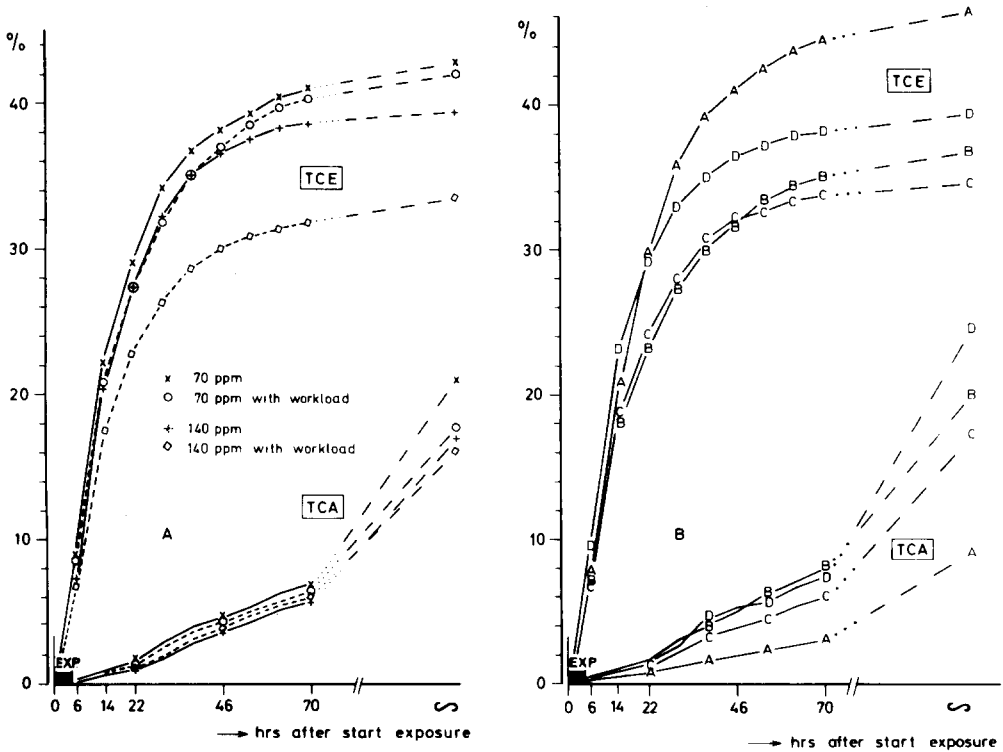 %
40
30
20
10
0
TCE
x 70 ppm
o 70 ppm with workload
+ 140 ppm
◇ 140 ppm with workload
TCA
A
EXP
0 6 14 22 46 70 ∽
→ hrs after start exposure
%
40
30
20
10
0
A A A A A A A A A A
TCE
D D D D D D D D D D
B B B B B B B B B B
C C C C C C C C C C
B
TCA
D D D D
B B B B
C C C C C
A A A A A
EXP
0 6 14 22 46 70 ∽
→ hrs after start exposure